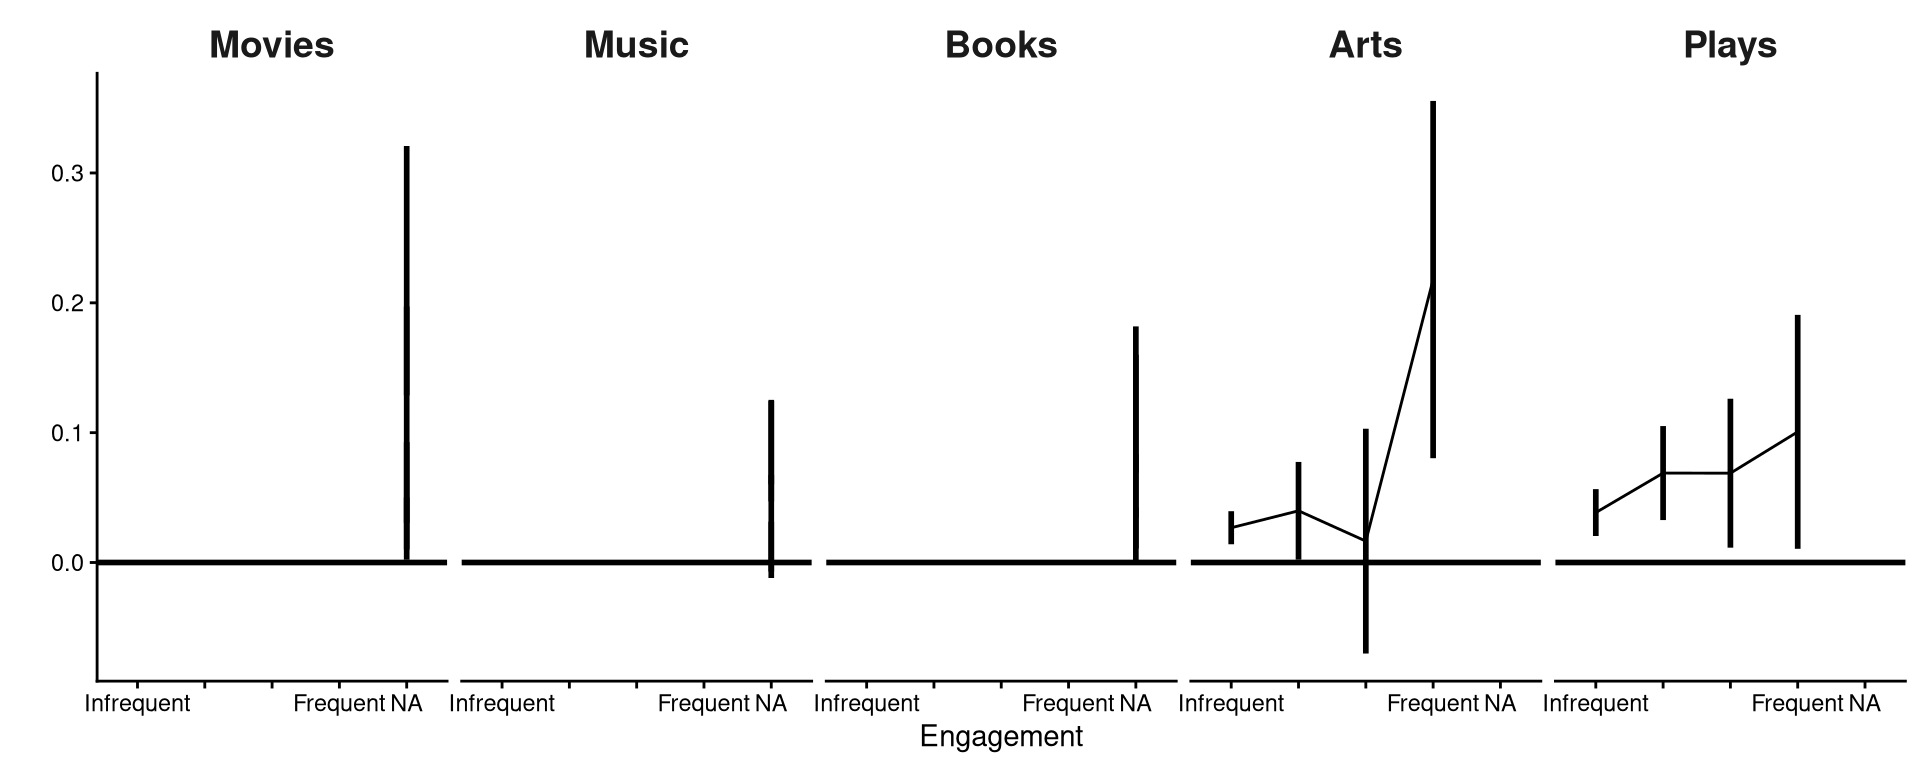 Movies Music Books Arts Plays
0.3
0.2
0.1
0.0
Infrequent Frequent NA Infrequent Frequent NA Infrequent Frequent NA Infrequent Frequent NA Infrequent Frequent NA
Engagement